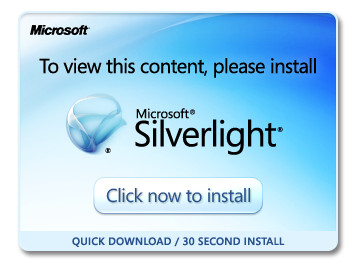 Microsoft
To view this content, please install
Microsoft®
Silverlight®
®
Click now to install
QUICK DOWNLOAD / 30 SECOND INSTALL